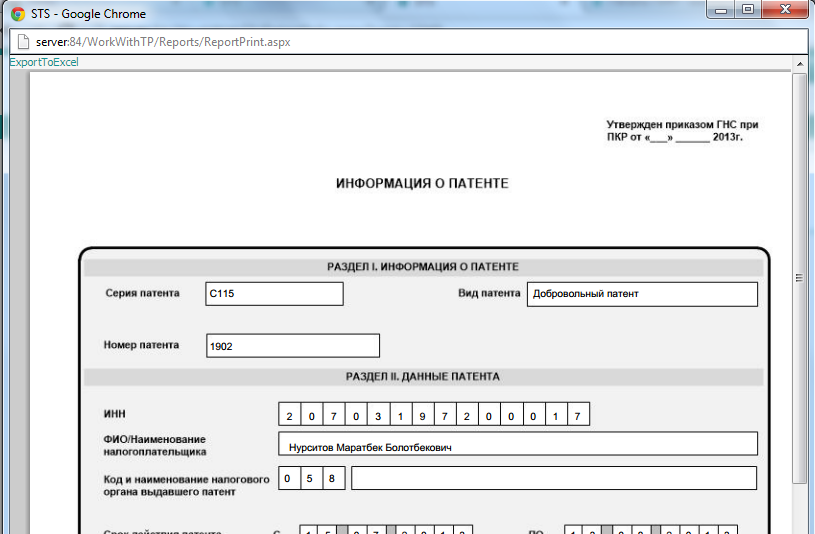 STS - Google Chrome
server:84/WorkWithTP/Reports/ReportPrint.aspx
ExportToExcel
Утвержден приказом ГНС при
ПКР от «___» ______ 2013г.
ИНФОРМАЦИЯ О ПАТЕНТЕ
РАЗДЕЛ I. ИНФОРМАЦИЯ О ПАТЕНТЕ
Серия патента C115 Вид патента Добровольный патент
Номер патента 1902
РАЗДЕЛ II. ДАННЫЕ ПАТЕНТА
ИНН 2 0 7 0 3 1 9 7 2 0 0 0 1 7
ФИО/Наименование
налогоплательщика
Нурситов Маратбек Болотбекович
Код и наименование налогового
органа выдавшего патент
0 5 8
Срок действия патента С ПО